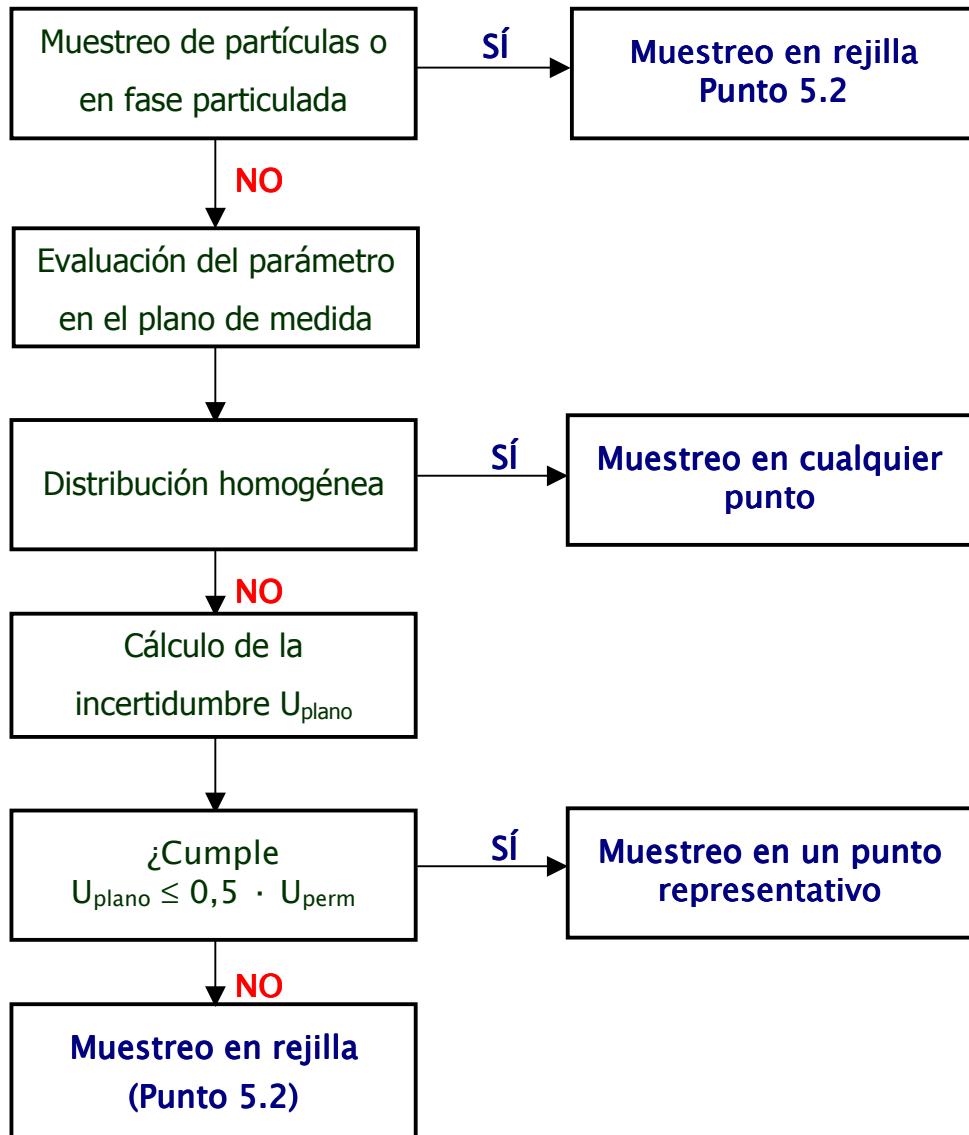 Muestreo de partículas o
en fase particulada
SÍ
Muestreo en rejilla
Punto 5.2
NO
Evaluación del parámetro
en el plano de medida
Distribución homogénea
SÍ
Muestreo en cualquier
punto
NO
Cálculo de la
incertidumbre Uplano
¿Cumple
Uplano ≤ 0,5 · Uperm
SÍ
Muestreo en un punto
representativo
NO
Muestreo en rejilla
(Punto 5.2)